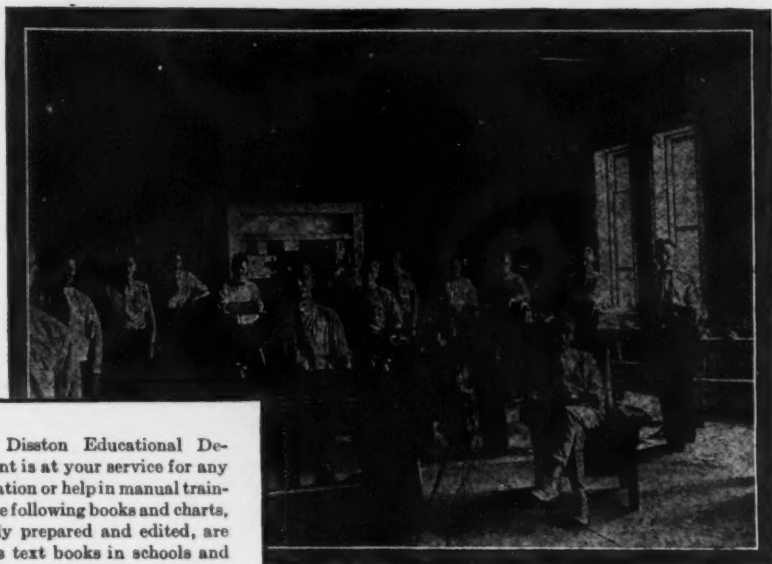 Disston Educational De-
nt is at your service for any
ation or help in manual train-
e following books and charts,
ly prepared and edited, are
s text books in schools and